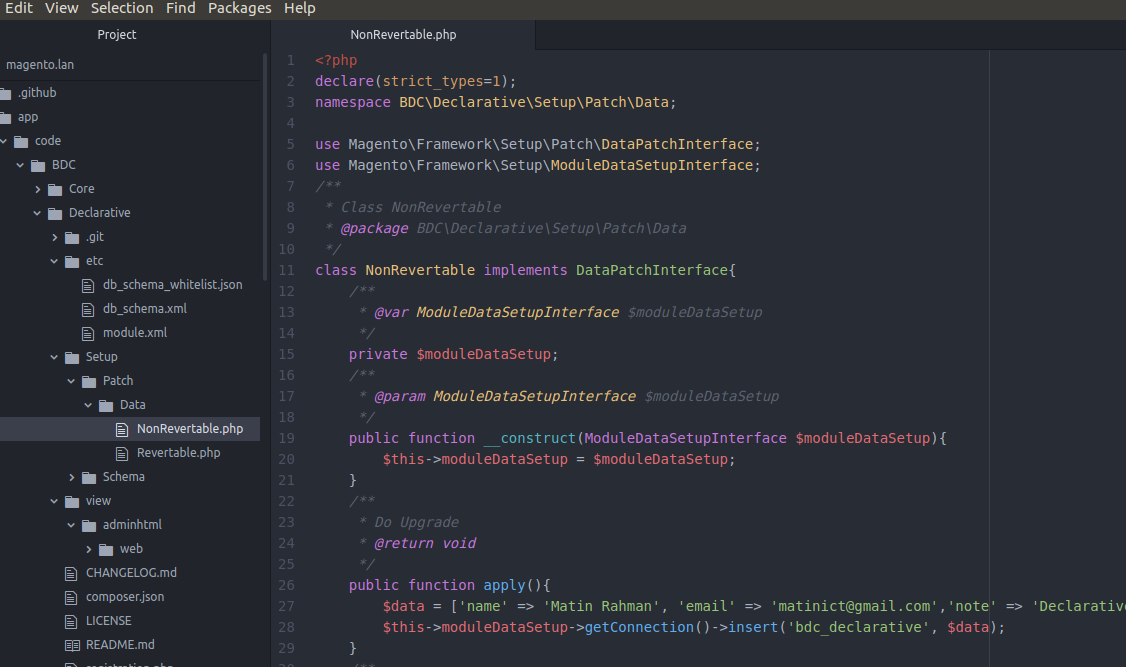 Edit View Selection Find Packages Help
Project
magento.lan
.github
app
code
BDC
Core
Declarative
.git
etc
db_schema_whitelist.json
db_schema.xml
module.xml
Setup
Patch
Data
NonRevertable.php
Revertable.php
Schema
view
adminhtml
web
CHANGELOG.md
composer.json
LICENSE
README.md
registration.php
NonRevertable.php
1 <?php
2 declare(strict_types=1);
3 namespace BDC\Declarative\Setup\Patch\Data;
4
5 use Magento\Framework\Setup\Patch\DataPatchInterface;
6 use Magento\Framework\Setup\ModuleDataSetupInterface;
7 /**
8 * Class NonRevertable
9 * @package BDC\Declarative\Setup\Patch\Data
10 */
11 class NonRevertable implements DataPatchInterface{
12 /**
13 * @var ModuleDataSetupInterface $moduleDataSetup
14 */
15 private $moduleDataSetup;
16 /**
17 * @param ModuleDataSetupInterface $moduleDataSetup
18 */
19 public function __construct(ModuleDataSetupInterface $moduleDataSetup){
20 $this->moduleDataSetup = $moduleDataSetup;
21 }
22 /**
23 * Do Upgrade
24 * @return void
25 */
26 public function apply(){
27 $data = ['name' => 'Matin Rahman', 'email' => 'matinict@gmail.com','note' => 'Declarative
28 $this->moduleDataSetup->getConnection()->insert('bdc_declarative', $data);
29 }
30 /**